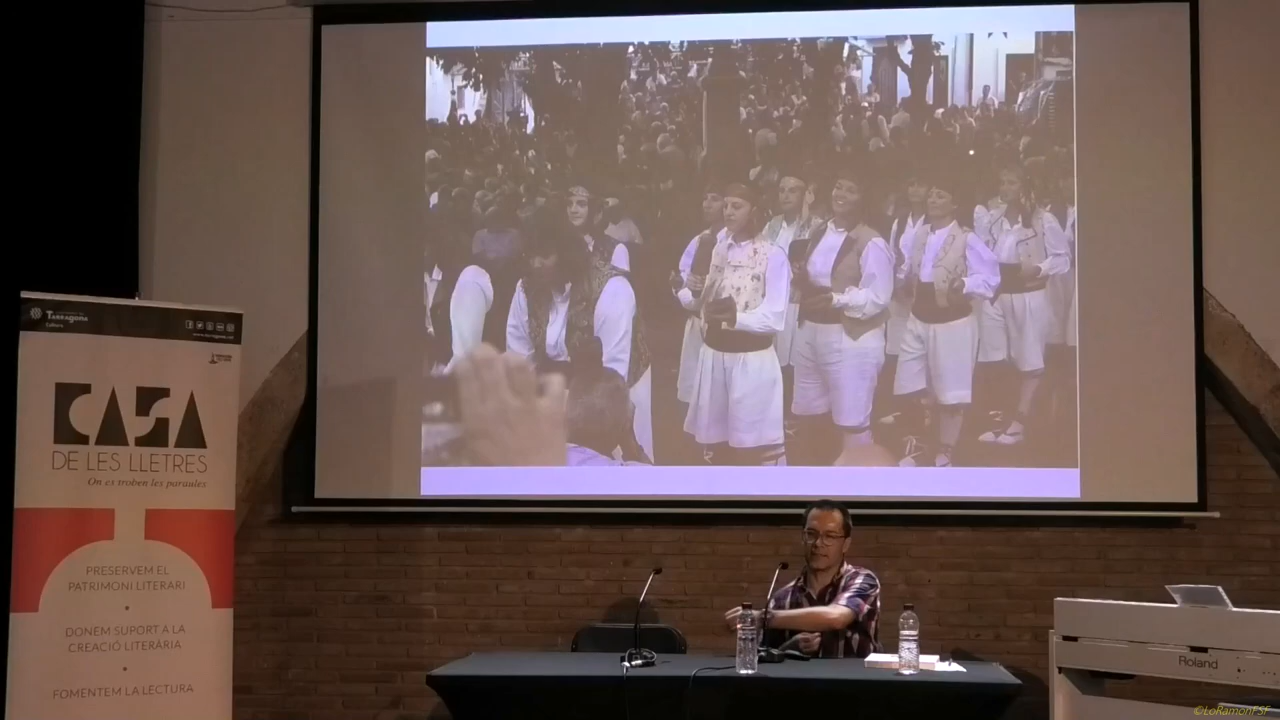 Tarragona
Cultura
CASA
DE LES LLETRES
On es troben les paraules
PRESERVEM EL
PATRIMONI LITERARI
DONEM SUPORT A LA
CREACIÓ LITERÀRIA
FOMENTEM LA LECTURA
Roland
©LoRamonFSF